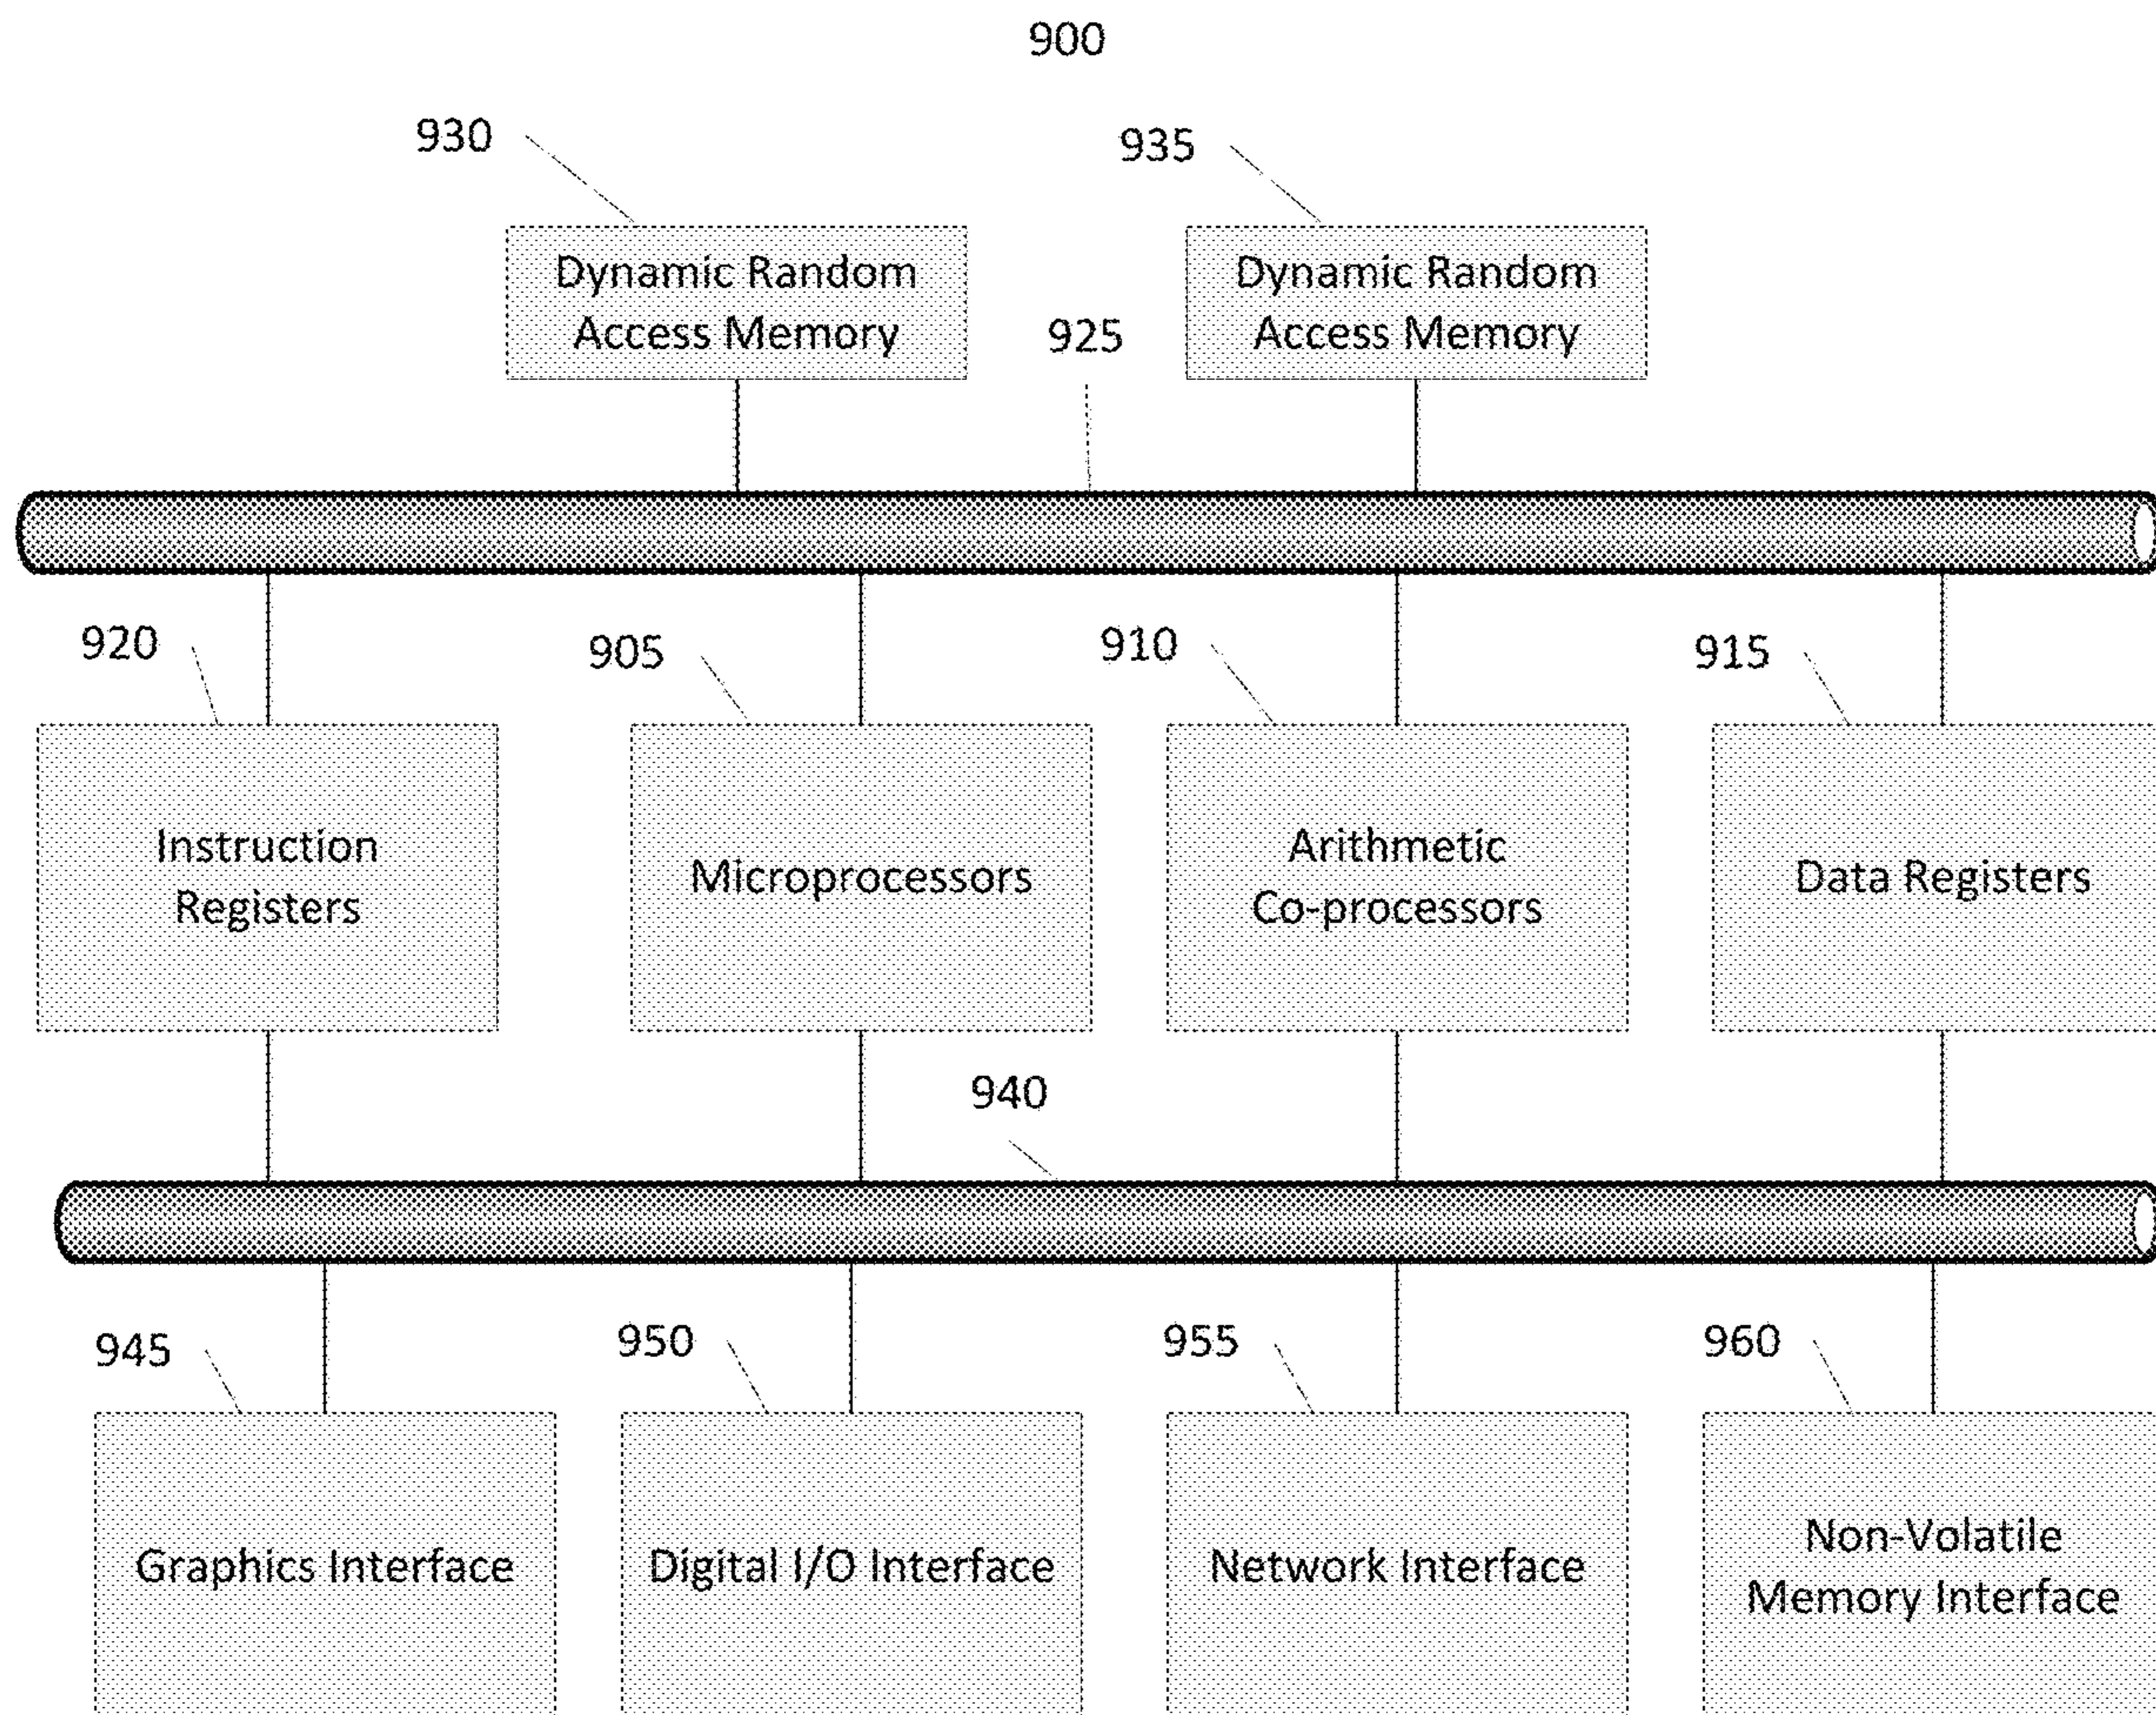 900
930
935
Dynamic Random
Access Memory
Dynamic Random
Access Memory
925
920
905
910
915
Instruction
Registers
Microprocessors
Arithmetic
Co-processors
Data Registers
940
945
950
955
960
Graphics Interface
Digital I/O Interface
Network Interface
Non-Volatile
Memory Interface